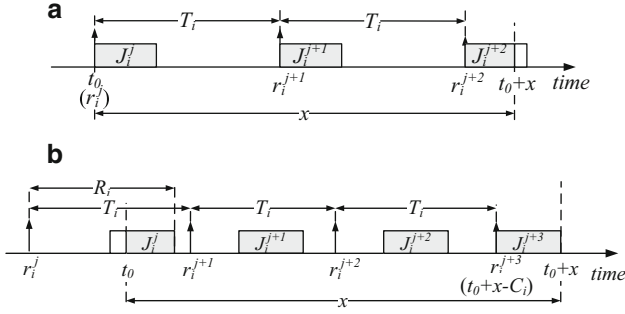 a
T_i T_i
J_i^j J_i^{j+1} J_i^{j+2}
t_0 r_i^{j+1} r_i^{j+2} t_0+x time
(r_i^j)
x
b
R_i
T_i T_i T_i
J_i^j J_i^{j+1} J_i^{j+2} J_i^{j+3}
r_i^j t_0 r_i^{j+1} r_i^{j+2} r_i^{j+3} t_0+x time
(t_0+x-C_i)
x